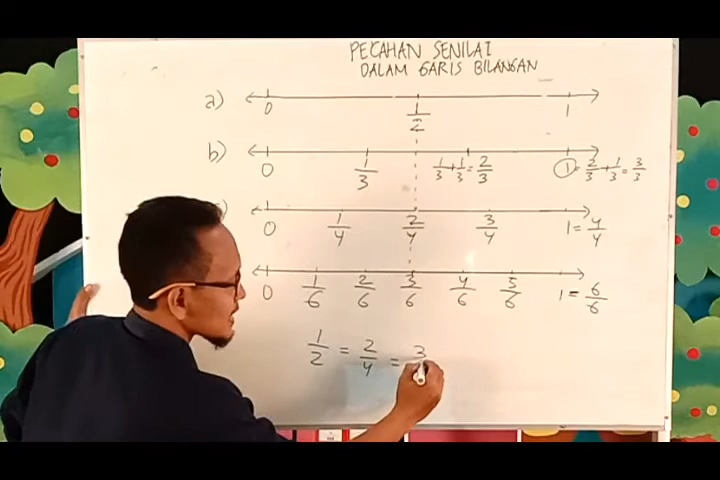 PECAHAN SENILAI
DALAM GARIS BILANGAN
a) 0 1/2 1
b) 0 1/3 1/3+1/3=2/3 1=2/3+1/3=3/3
) 0 1/4 2/4 3/4 1=4/4
0 1/6 2/6 3/6 4/6 5/6 1=6/6
1/2 = 2/4 = 3